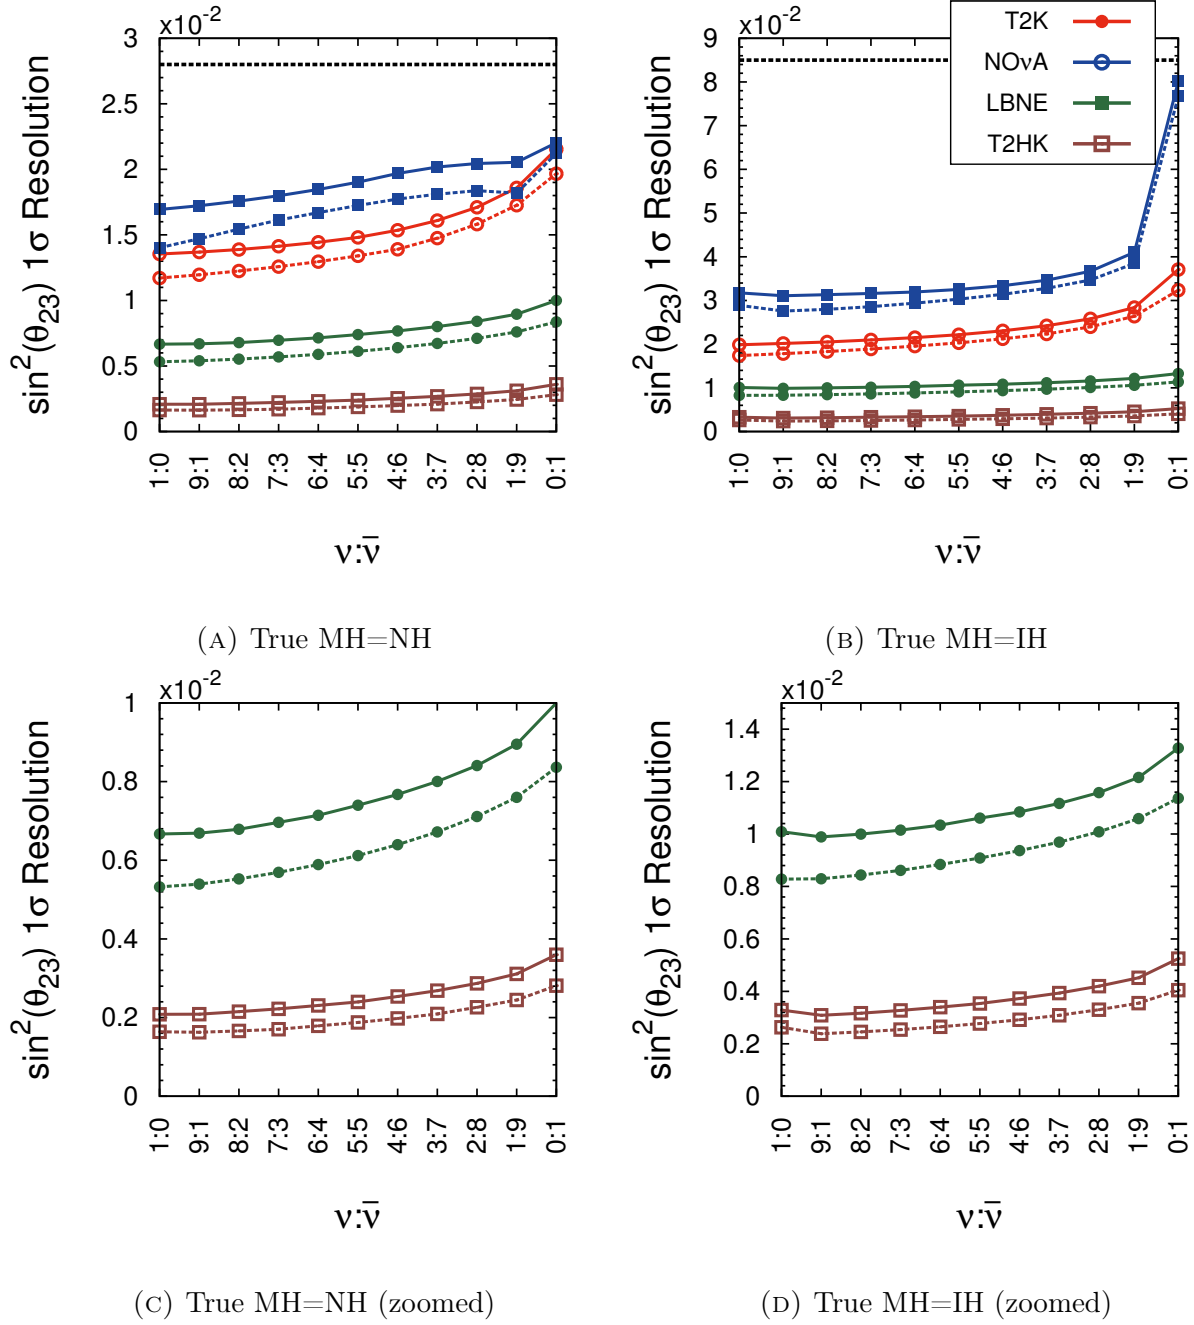 x10-2
sin2(θ23) 1σ Resolution
3
2.5
2
1.5
1
0.5
0
1:0 9:1 8:2 7:3 6:4 5:5 4:6 3:7 2:8 1:9 0:1
ν:ν̅
(A) True MH=NH
x10-2
T2K
NOνA
LBNE
T2HK
sin2(θ23) 1σ Resolution
9
8
7
6
5
4
3
2
1
0
1:0 9:1 8:2 7:3 6:4 5:5 4:6 3:7 2:8 1:9 0:1
ν:ν̅
(B) True MH=IH
x10-2
sin2(θ23) 1σ Resolution
1
0.8
0.6
0.4
0.2
0
1:0 9:1 8:2 7:3 6:4 5:5 4:6 3:7 2:8 1:9 0:1
ν:ν̅
(C) True MH=NH (zoomed)
x10-2
sin2(θ23) 1σ Resolution
1.4
1.2
1
0.8
0.6
0.4
0.2
0
1:0 9:1 8:2 7:3 6:4 5:5 4:6 3:7 2:8 1:9 0:1
ν:ν̅
(D) True MH=IH (zoomed)